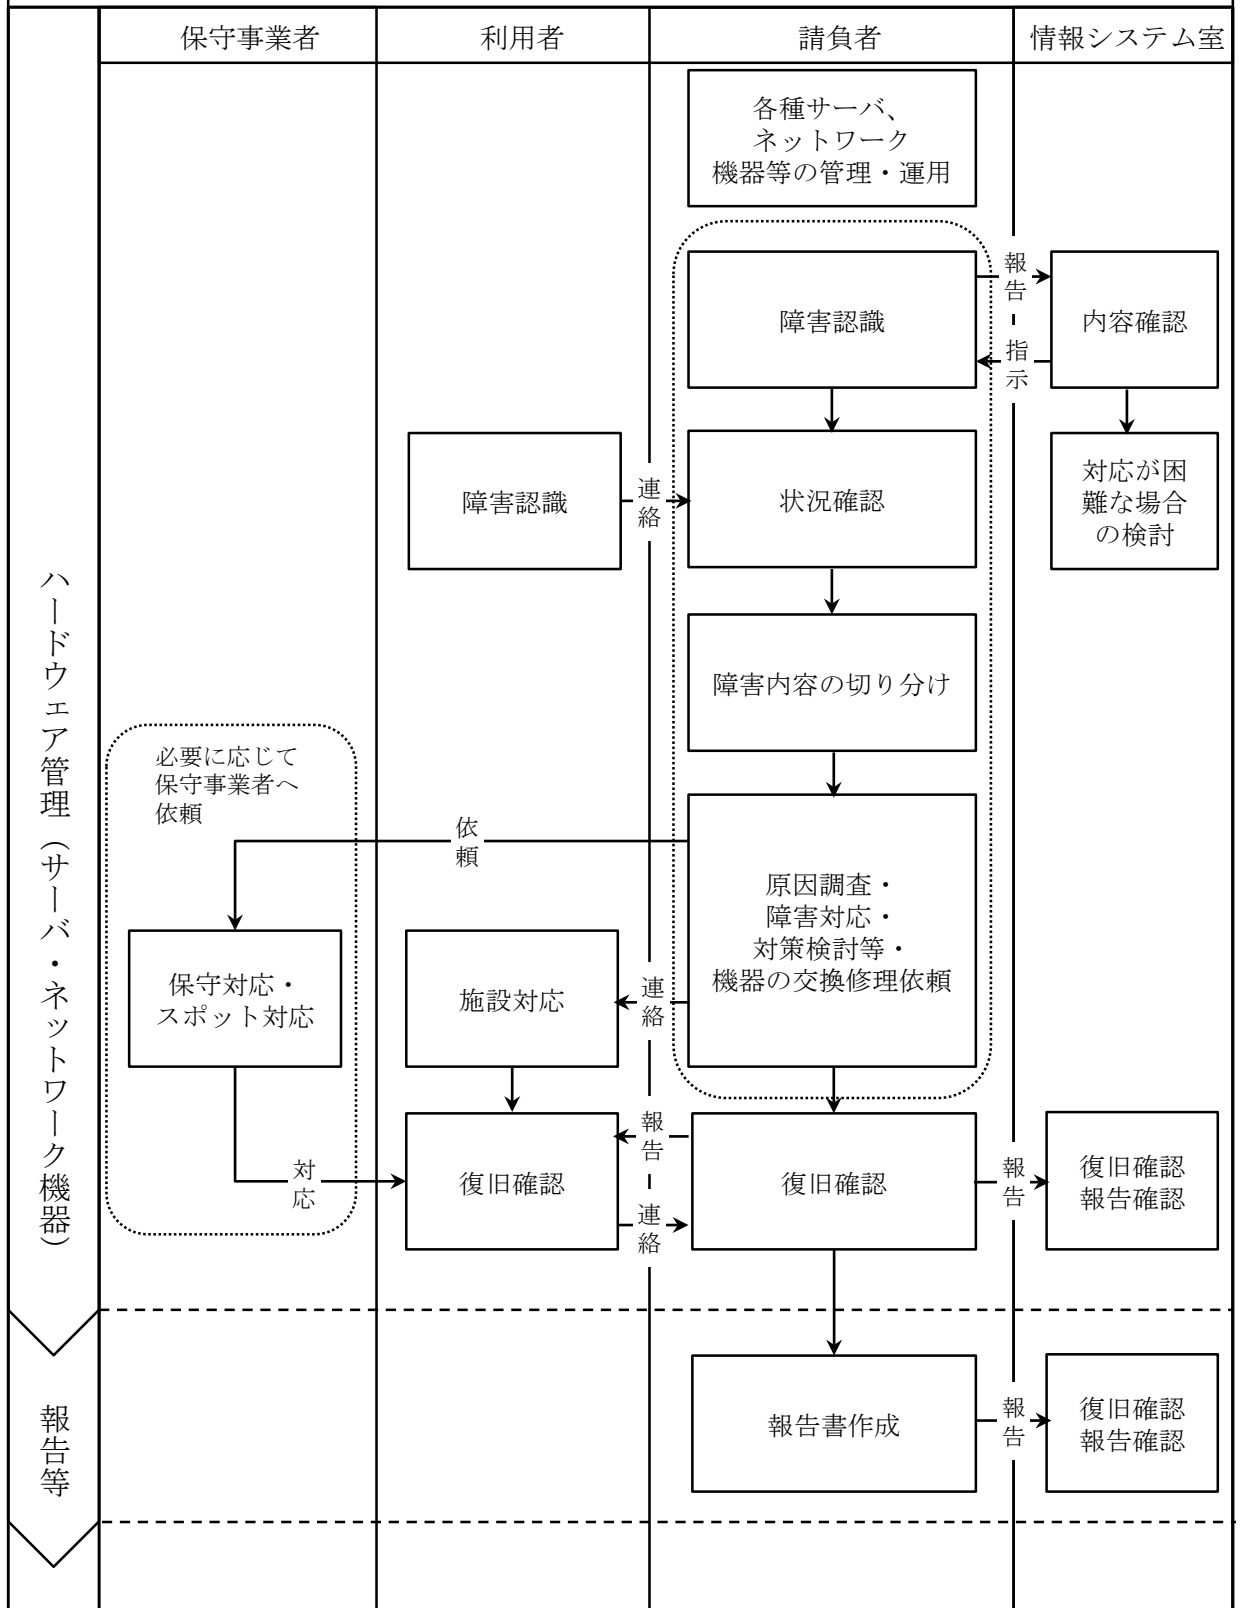 保守事業者
利用者
請負者
情報システム室
各種サーバ、
ネットワーク
機器等の管理・運用
障害認識
報告
内容確認
指示
障害認識
連絡
状況確認
対応が困
難な場合
の検討
障害内容の切り分け
ハードウェア管理（サーバ・ネットワーク機器）
必要に応じて
保守事業者へ
依頼
依頼
原因調査・
障害対応・
対策検討等・
機器の交換修理依頼
保守対応・
スポット対応
施設対応
連絡
報告
対応
復旧確認
連絡
復旧確認
報告
復旧確認
報告確認
報告等
報告書作成
報告
復旧確認
報告確認